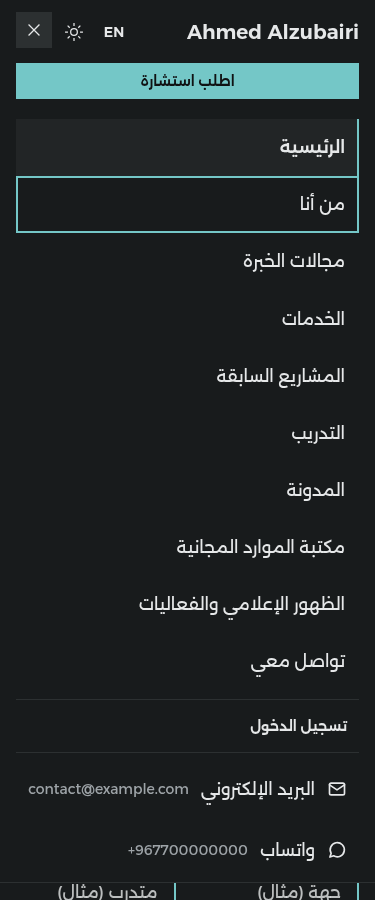 Ahmed Alzubairi EN
اطلب استشارة
الرئيسية
من أنا
مجالات الخبرة
الخدمات
المشاريع السابقة
التدريب
المدونة
مكتبة الموارد المجانية
الظهور الإعلامي والفعاليات
تواصل معي
تسجيل الدخول
البريد الإلكتروني contact@example.com
واتساب +967700000000
جهة (مثال) متدرب (مثال)